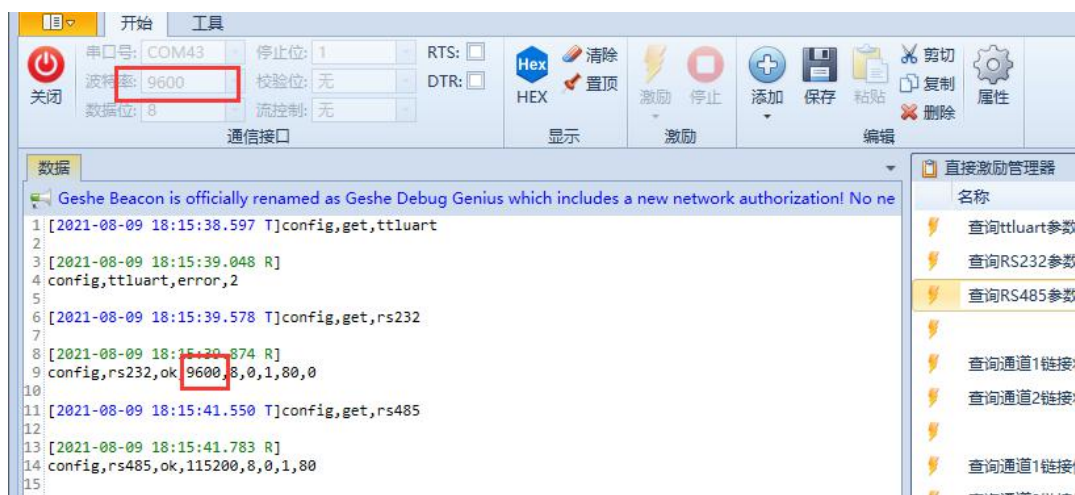 开始 工具
串口号: COM43 停止位: 1 RTS:
波特率: 9600 校验位: 无 DTR:
数据位: 8 流控制: 无
关闭
通信接口
Hex
HEX
清除
置顶
显示
激励 停止
激励
添加 保存 粘贴
剪切
复制
删除
属性
编辑
数据
Geshe Beacon is officially renamed as Geshe Debug Genius which includes a new network authorization! No ne
1 [2021-08-09 18:15:38.597 T]config,get,ttluart
2
3 [2021-08-09 18:15:39.048 R]
4 config,ttluart,error,2
5
6 [2021-08-09 18:15:39.578 T]config,get,rs232
7
8 [2021-08-09 18:15:39.874 R]
9 config,rs232,ok,9600,8,0,1,80,0
10
11 [2021-08-09 18:15:41.550 T]config,get,rs485
12
13 [2021-08-09 18:15:41.783 R]
14 config,rs485,ok,115200,8,0,1,80
15
直接激励管理器
名称
查询ttluart参数
查询RS232参数
查询RS485参数
查询通道1链接
查询通道2链接
查询通道1链接